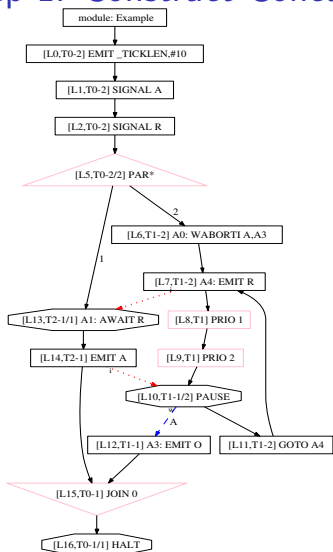 module: Example
[L0,T0-2] EMIT _TICKLEN,#10
[L1,T0-2] SIGNAL A
[L2,T0-2] SIGNAL R
[L5,T0-2/2] PAR*
1
2
[L6,T1-2] A0: WABORTI A,A3
[L7,T1-2] A4: EMIT R
[L13,T2-1/1] A1: AWAIT R
[L8,T1] PRIO 1
[L14,T2-1] EMIT A
[L9,T1] PRIO 2
i
[L10,T1-1/2] PAUSE
w
A
[L12,T1-1] A3: EMIT O
[L11,T1-2] GOTO A4
[L15,T0-1] JOIN 0
[L16,T0-1/1] HALT